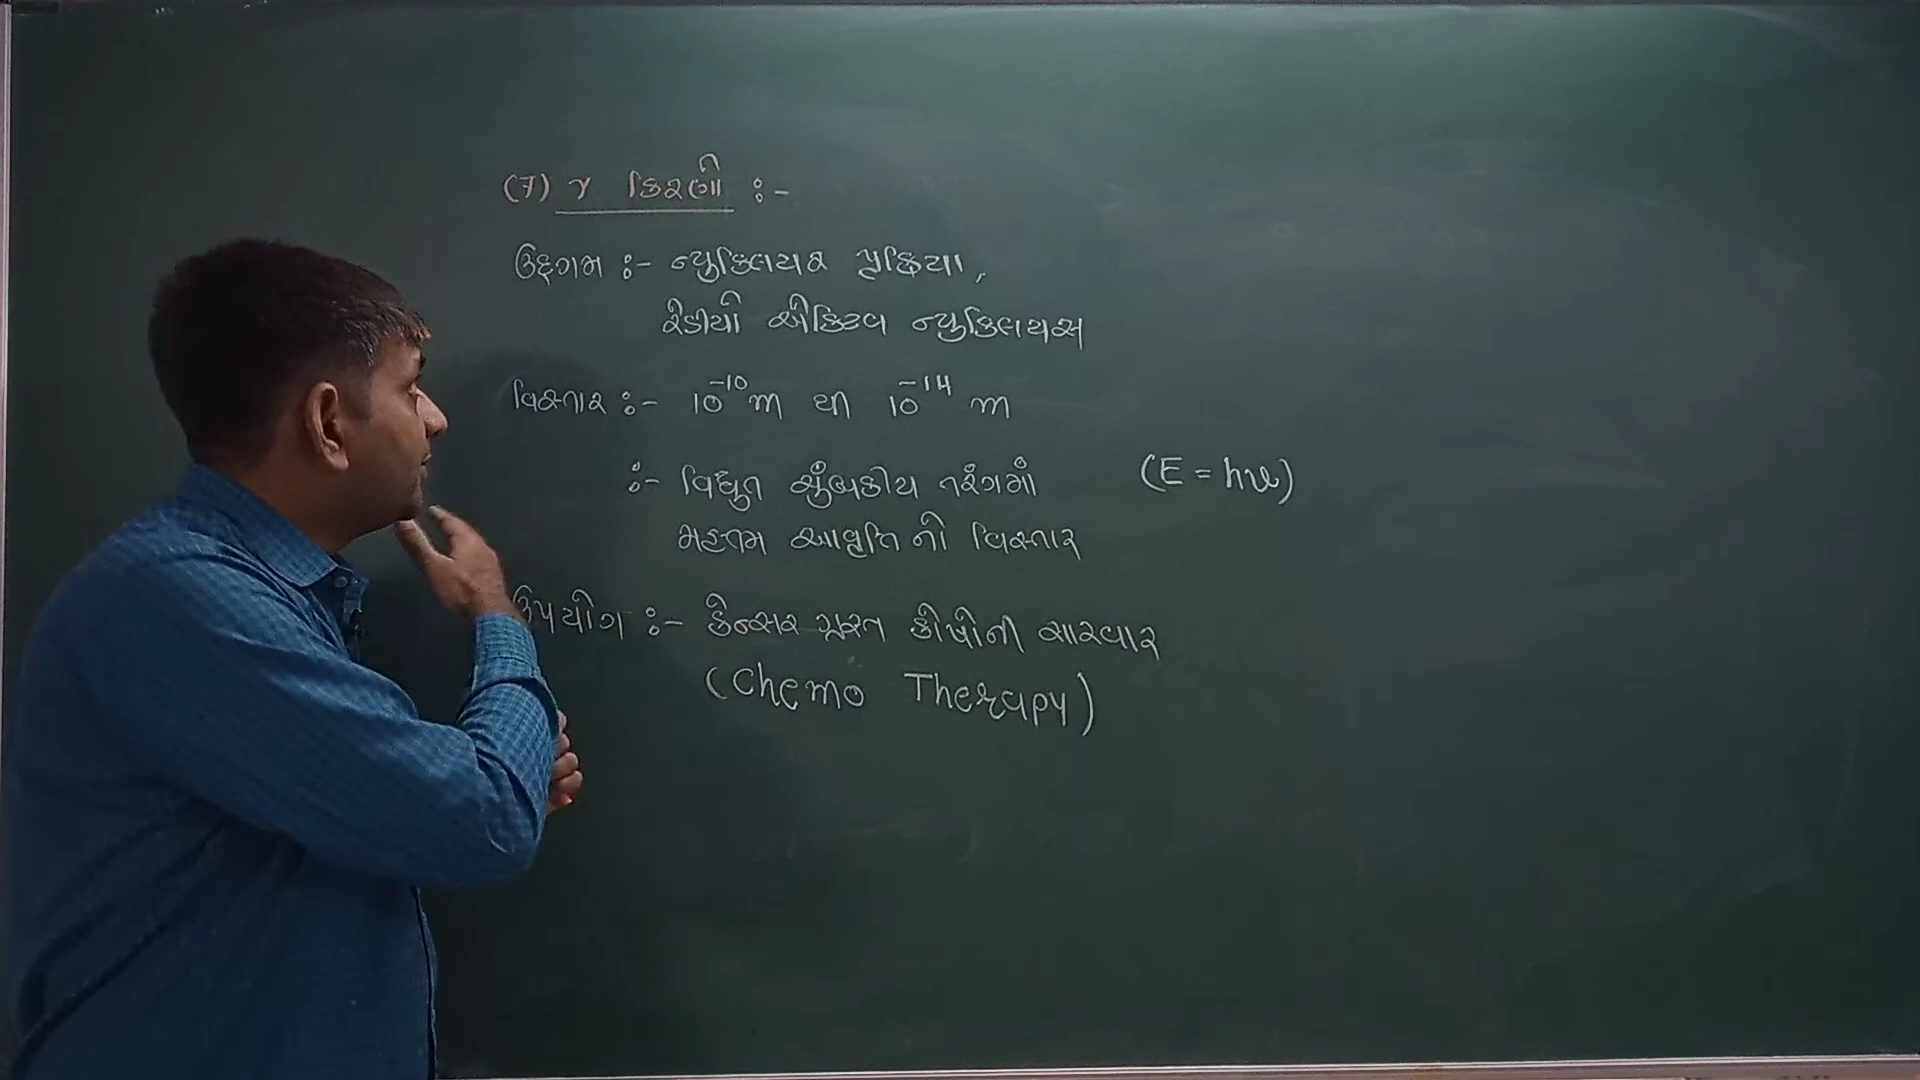 (7) γ કિરણો :-
ઉદ્દગમ :- ન્યુક્લિયર પ્રક્રિયા,
રેડીયો એક્ટિવ ન્યુક્લિયસ
વિસ્તાર :- 10⁻¹⁰ m થી 10⁻¹⁴ m
:- વિદ્યુત ચુંબકીય તરંગમાં (E = hν)
મહત્તમ આવૃત્તિ નો વિસ્તાર
ઉપયોગ :- કેન્સર ગ્રસ્ત કોષોની સારવાર
(Chemo Therapy)